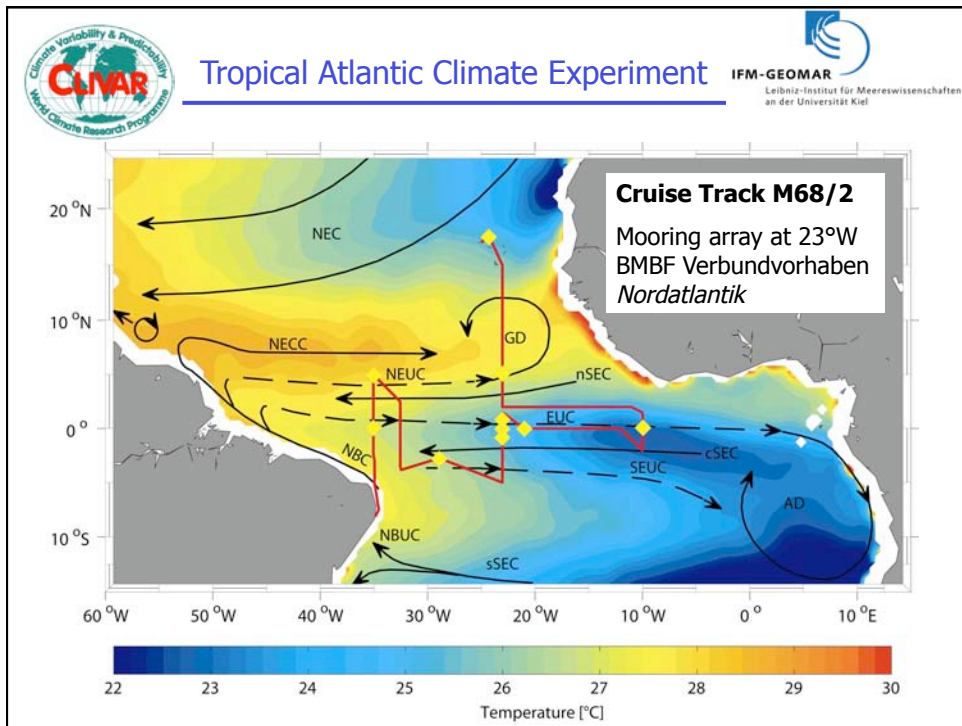 Climate Variability & Predictability
CLIVAR
World Climate Research Programme
Tropical Atlantic Climate Experiment
IFM-GEOMAR
Leibniz-Institut für Meereswissenschaften
an der Universität Kiel
Cruise Track M68/2
Mooring array at 23°W
BMBF Verbundvorhaben
Nordatlantik
20 °N
10 °N
0 °
10 °S
NEC
NECC
GD
NEUC
nSEC
EUC
NBC
cSEC
SEUC
AD
NBUC
sSEC
60 °W
50 °W
40 °W
30 °W
20 °W
10 °W
0 °
10 °E
22
23
24
25
26
27
28
29
30
Temperature [°C]